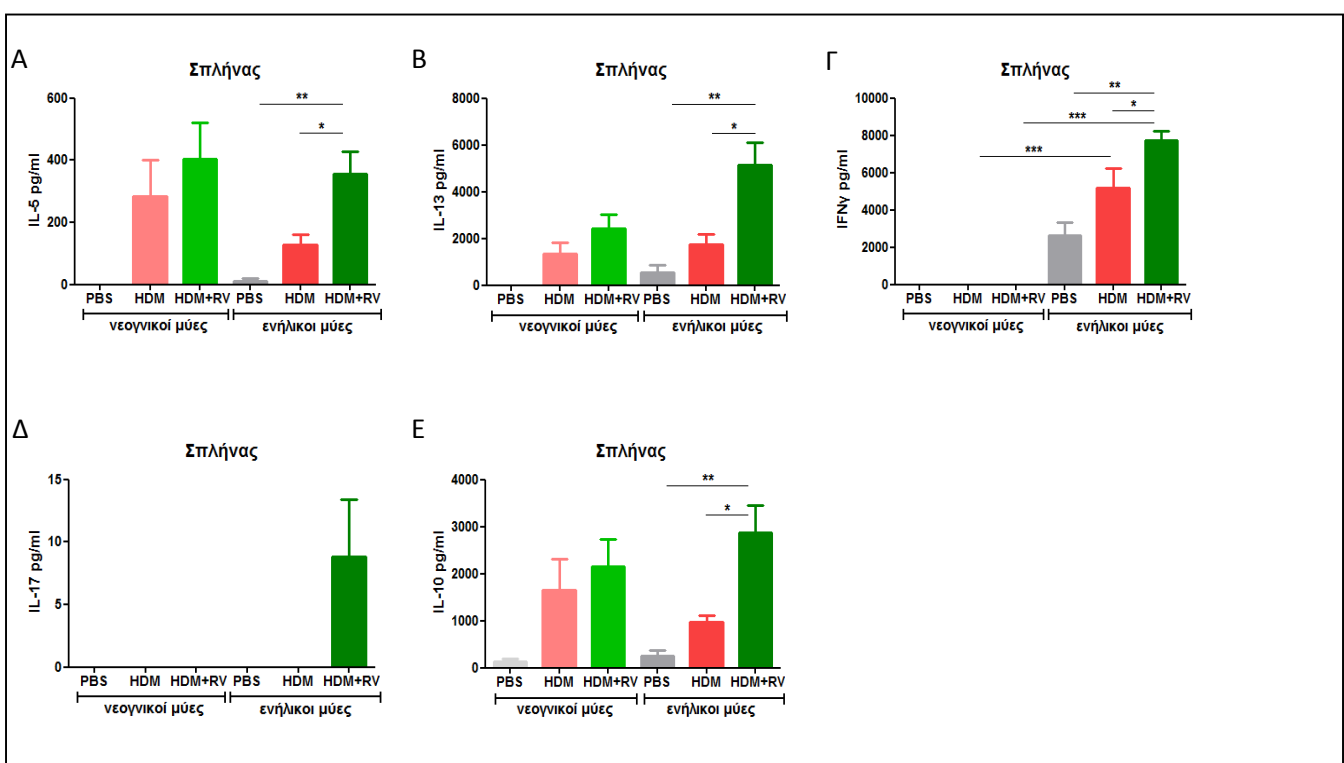 Α
Σπλήνας
IL-5 pg/ml
600
400
200
0
**
*
PBS HDM HDM+RV PBS HDM HDM+RV
νεογνικοί μύες ενήλικοι μύες
Β
Σπλήνας
IL-13 pg/ml
8000
6000
4000
2000
0
**
*
PBS HDM HDM+RV PBS HDM HDM+RV
νεογνικοί μύες ενήλικοι μύες
Γ
Σπλήνας
IFNγ pg/ml
10000
8000
6000
4000
2000
0
**
*
***
***
PBS HDM HDM+RV PBS HDM HDM+RV
νεογνικοί μύες ενήλικοι μύες
Δ
Σπλήνας
IL-17 pg/ml
15
10
5
0
PBS HDM HDM+RV PBS HDM HDM+RV
νεογνικοί μύες ενήλικοι μύες
Ε
Σπλήνας
IL-10 pg/ml
4000
3000
2000
1000
0
**
*
PBS HDM HDM+RV PBS HDM HDM+RV
νεογνικοί μύες ενήλικοι μύες